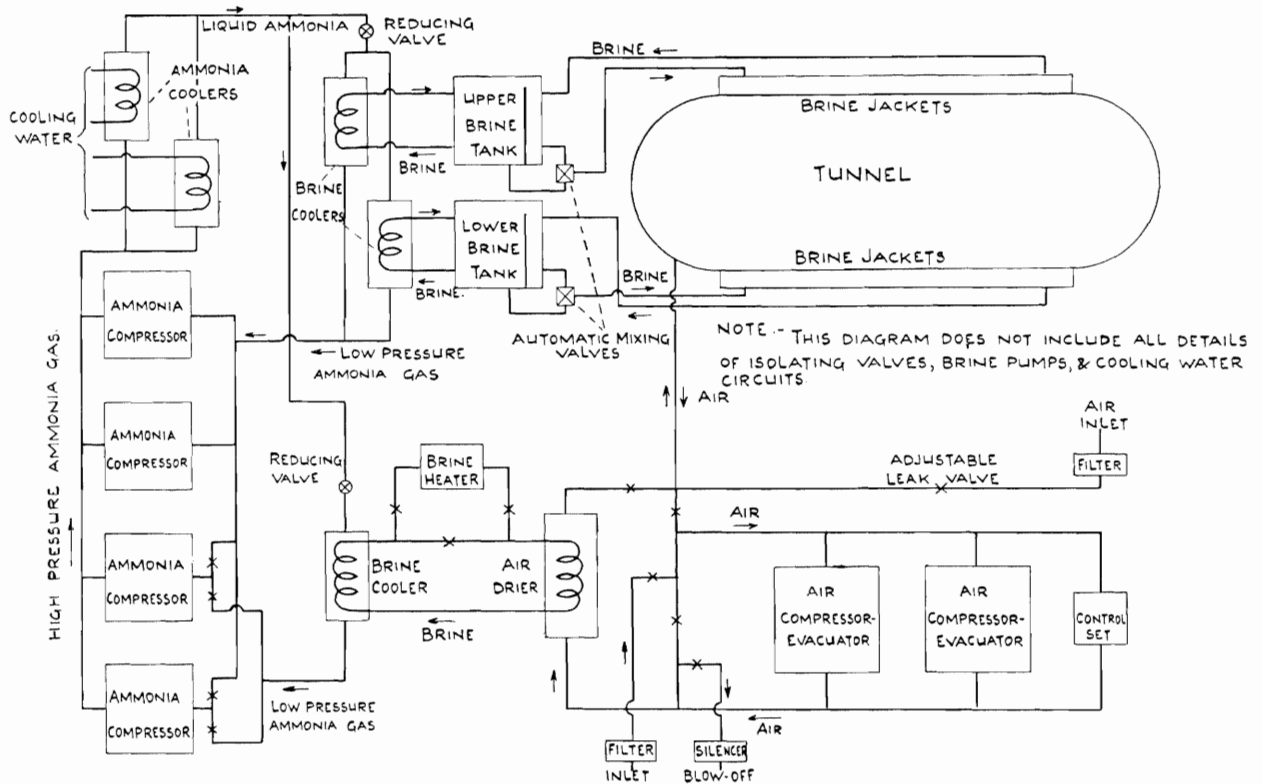 LIQUID AMMONIA
REDUCING
VALVE
AMMONIA
COOLERS
COOLING
WATER
BRINE
UPPER
BRINE
TANK
BRINE
BRINE JACKETS
TUNNEL
BRINE JACKETS
BRINE
COOLERS
LOWER
BRINE
TANK
BRINE.
BRINE
AUTOMATIC MIXING
VALVES
NOTE.- THIS DIAGRAM DOES NOT INCLUDE ALL DETAILS
OF ISOLATING VALVES, BRINE PUMPS, & COOLING WATER
CIRCUITS.
AMMONIA
COMPRESSOR
LOW PRESSURE
AMMONIA GAS
HIGH PRESSURE AMMONIA GAS.
AMMONIA
COMPRESSOR
AMMONIA
COMPRESSOR
AMMONIA
COMPRESSOR
REDUCING
VALVE
BRINE
HEATER
BRINE
COOLER
AIR
DRIER
BRINE
LOW PRESSURE
AMMONIA GAS
AIR
AIR
INLET
FILTER
ADJUSTABLE
LEAK VALVE
AIR
AIR
COMPRESSOR-
EVACUATOR
AIR
COMPRESSOR-
EVACUATOR
CONTROL
SET
AIR
FILTER
INLET
SILENCER
BLOW-OFF